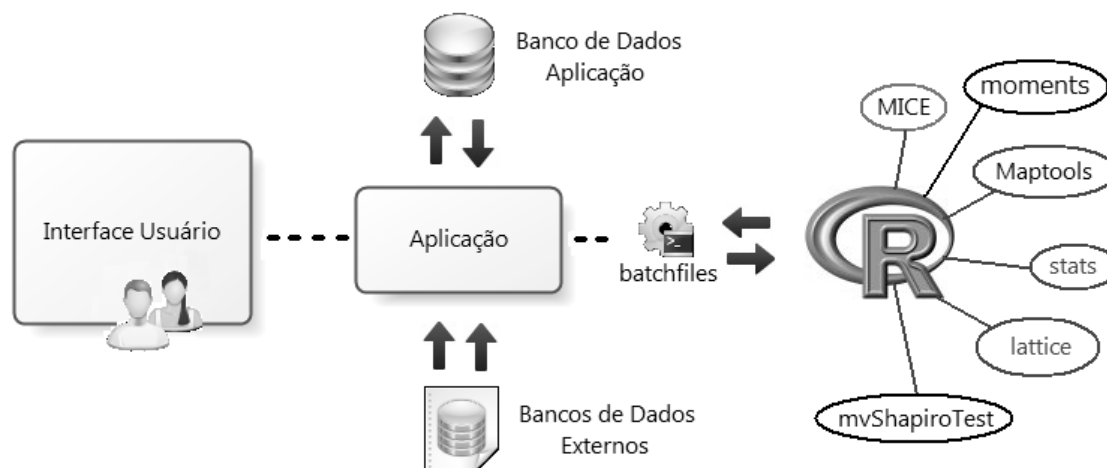 Banco de Dados
Aplicação
MICE
moments
Maptools
Interface Usuário
Aplicação
>_
batchfiles
R
stats
lattice
mvShapiroTest
Bancos de Dados
Externos